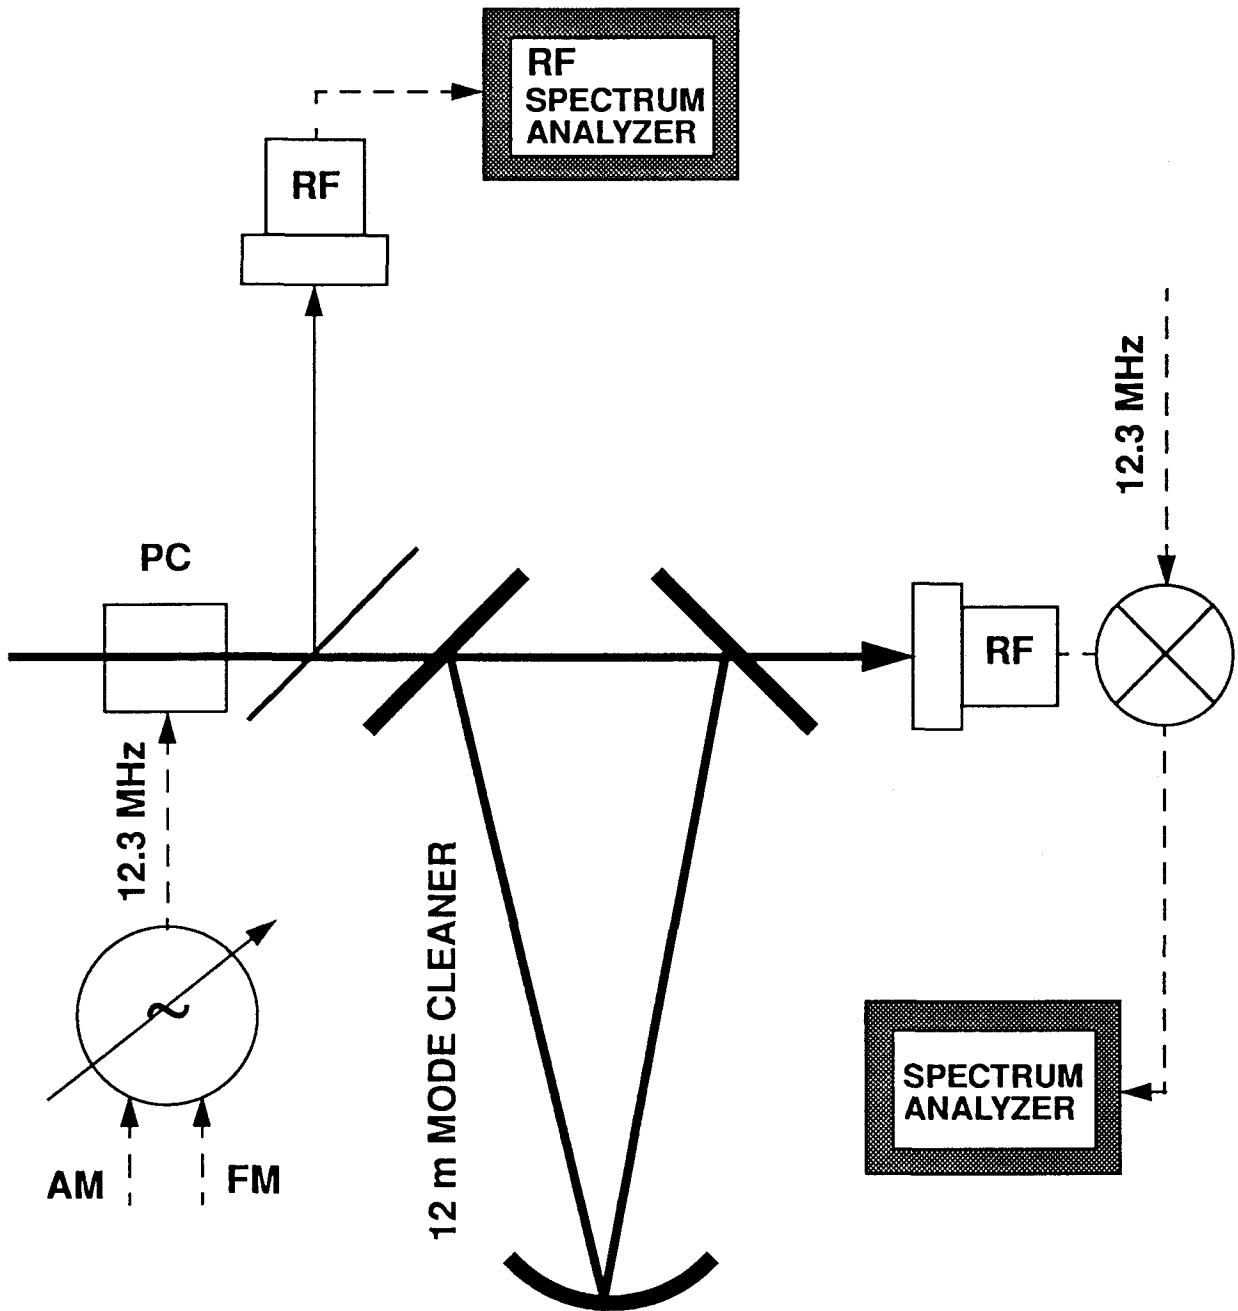 RF
SPECTRUM
ANALYZER
RF
12.3 MHz
PC
RF
12.3 MHz
12 m MODE CLEANER
SPECTRUM
ANALYZER
AM
FM